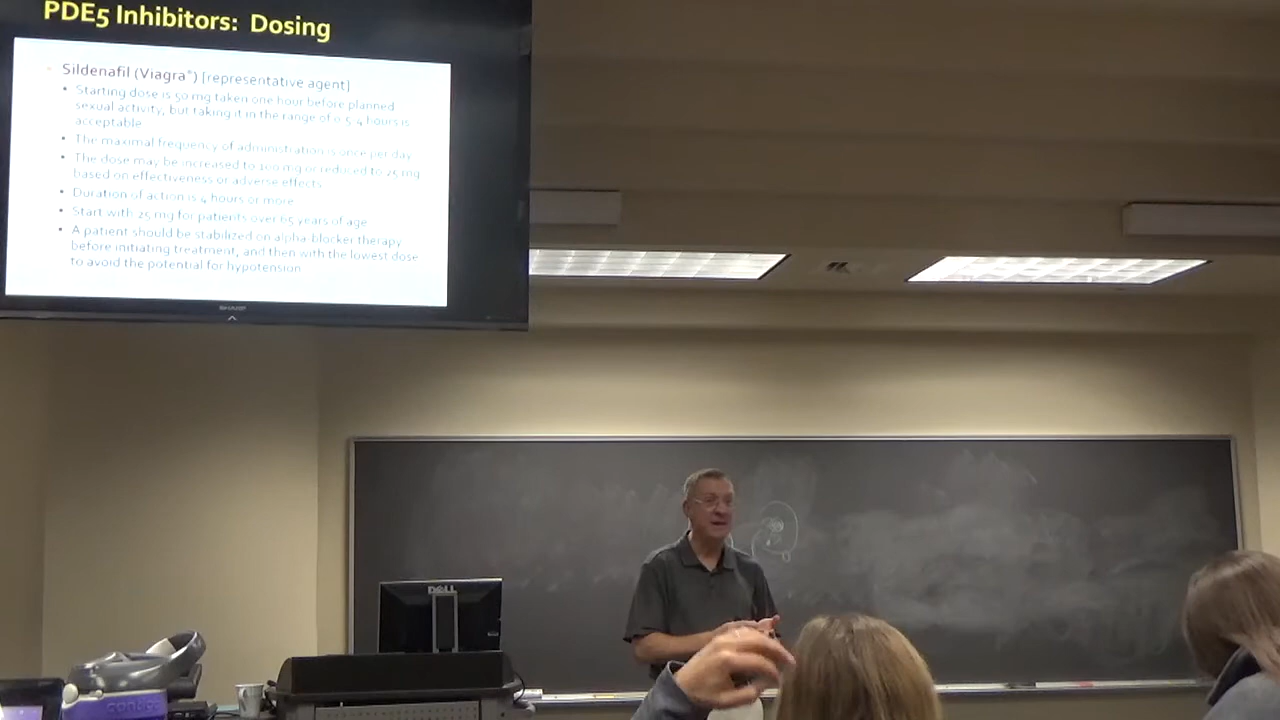 PDE5 Inhibitors: Dosing
Sildenafil (Viagra®) [representative agent]
• Starting dose is 50 mg taken one hour before planned
sexual activity, but taking it in the range of 0.5-4 hours is
acceptable
• The maximal frequency of administration is once per day
• The dose may be increased to 100 mg or reduced to 25 mg
based on effectiveness or adverse effects
• Duration of action is 4 hours or more
• Start with 25 mg for patients over 65 years of age
• A patient should be stabilized on alpha-blocker therapy
before initiating treatment, and then with the lowest dose
to avoid the potential for hypotension
SHARP
DELL